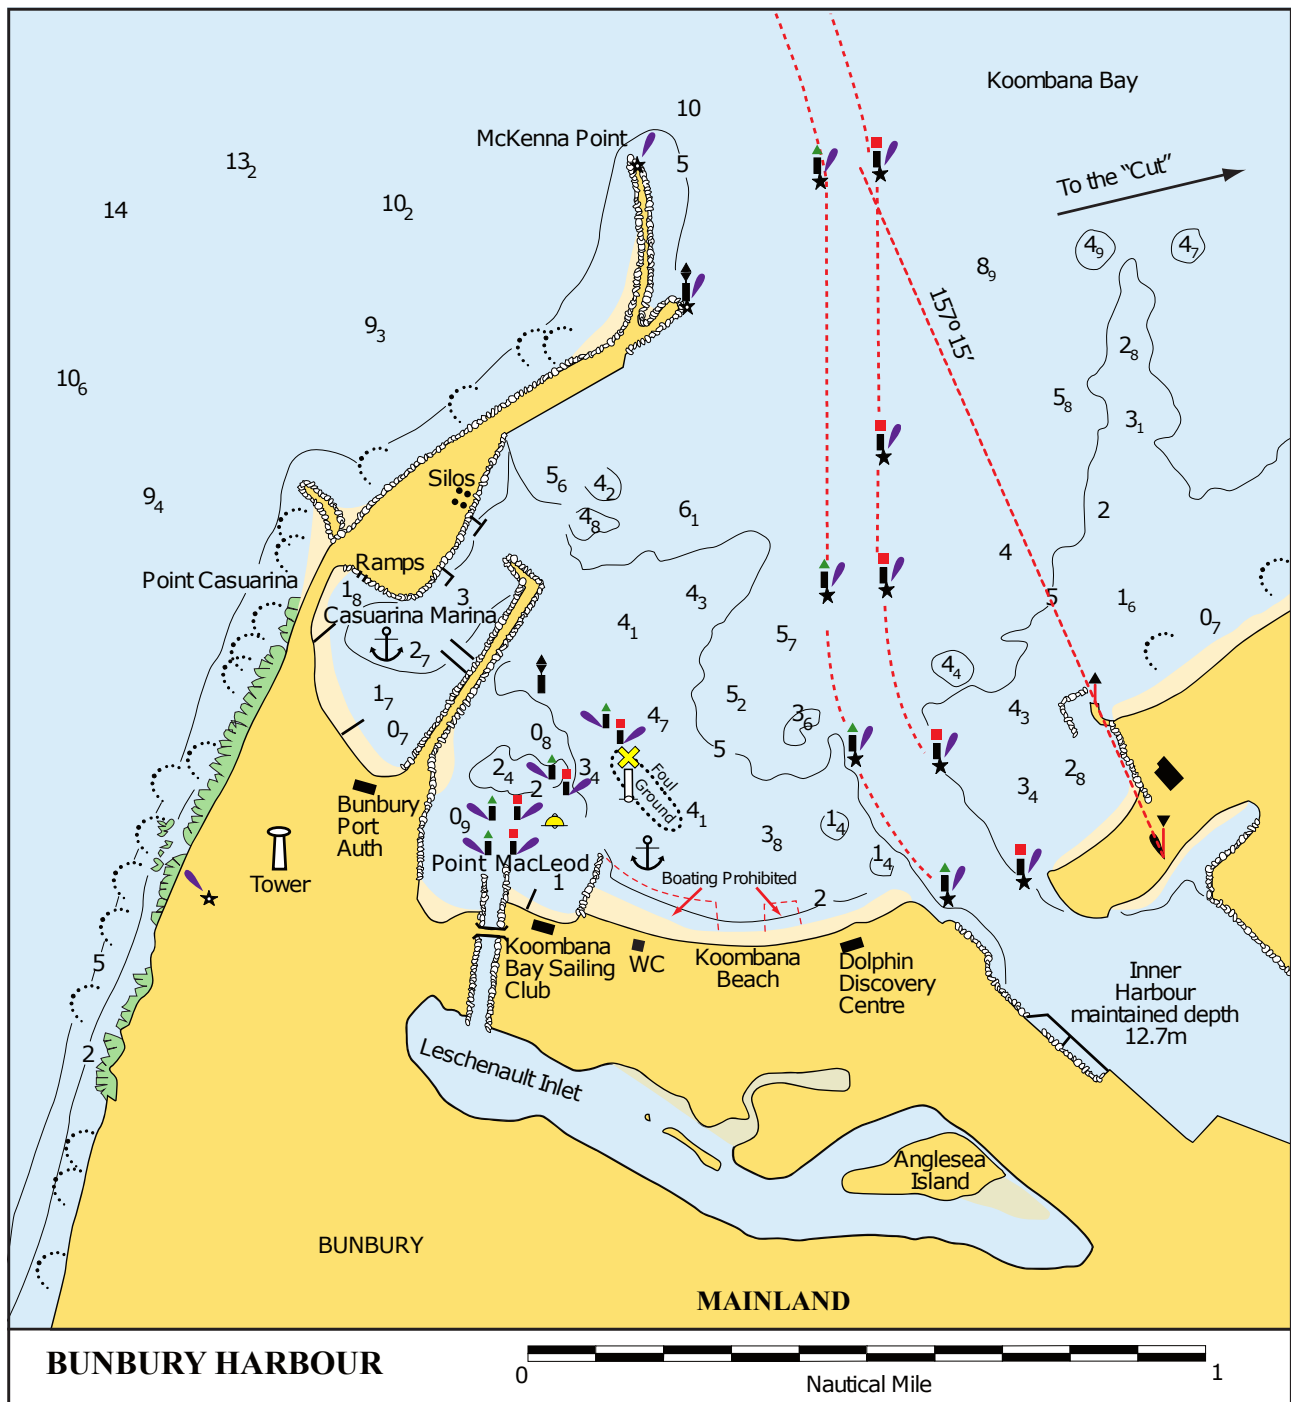 Koombana Bay
10
McKenna Point
13₂
5
To the “Cut”
14
10₂
4₉
4₇
8₉
157º 15’
9₃
2₈
10₆
5₈
3₁
Silos
5₆
4₂
9₄
4₈
6₁
2
4
Ramps
Point Casuarina
1₈
3
4₃
5
1₆
0₇
Casuarina Marina
4₁
5₇
2₇
4₄
1₇
5₂
3₆
4₃
4₇
0₇
0₈
5
2₄
3₄
2₈
Foul
Ground
2
3₄
Bunbury
Port
Auth
0₉
4₁
3₈
1₄
Point MacLeod
1₄
Tower
1
Boating Prohibited
2
Koombana
Bay Sailing
Club
WC
Koombana
Beach
Dolphin
Discovery
Centre
5
Inner
Harbour
maintained depth
12.7m
2
Leschenault Inlet
Anglesea
Island
BUNBURY
MAINLAND
BUNBURY HARBOUR
0
1
Nautical Mile